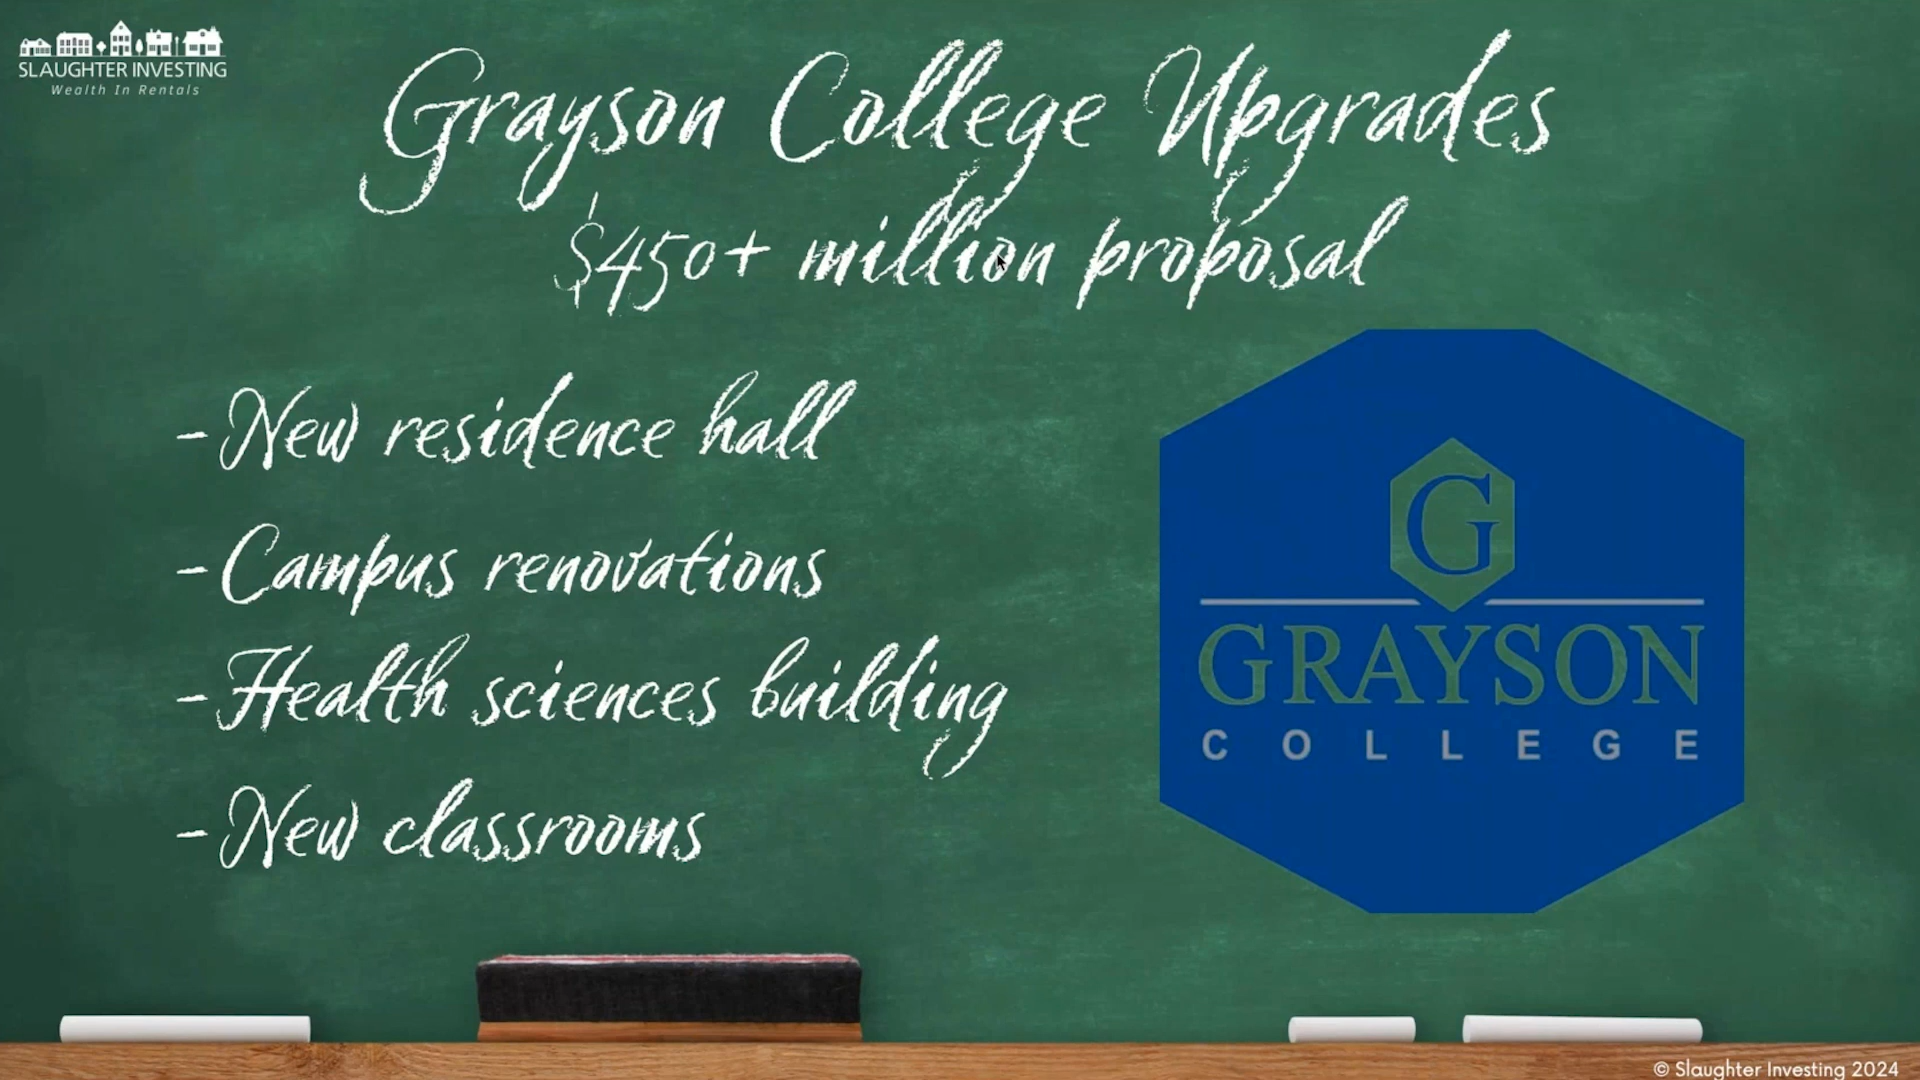 SLAUGHTER INVESTING
Wealth In Rentals
Grayson College Upgrades
$450+ million proposal
-New residence hall
-Campus renovations
-Health sciences building
-New classrooms
G
GRAYSON
COLLEGE
© Slaughter Investing 2024